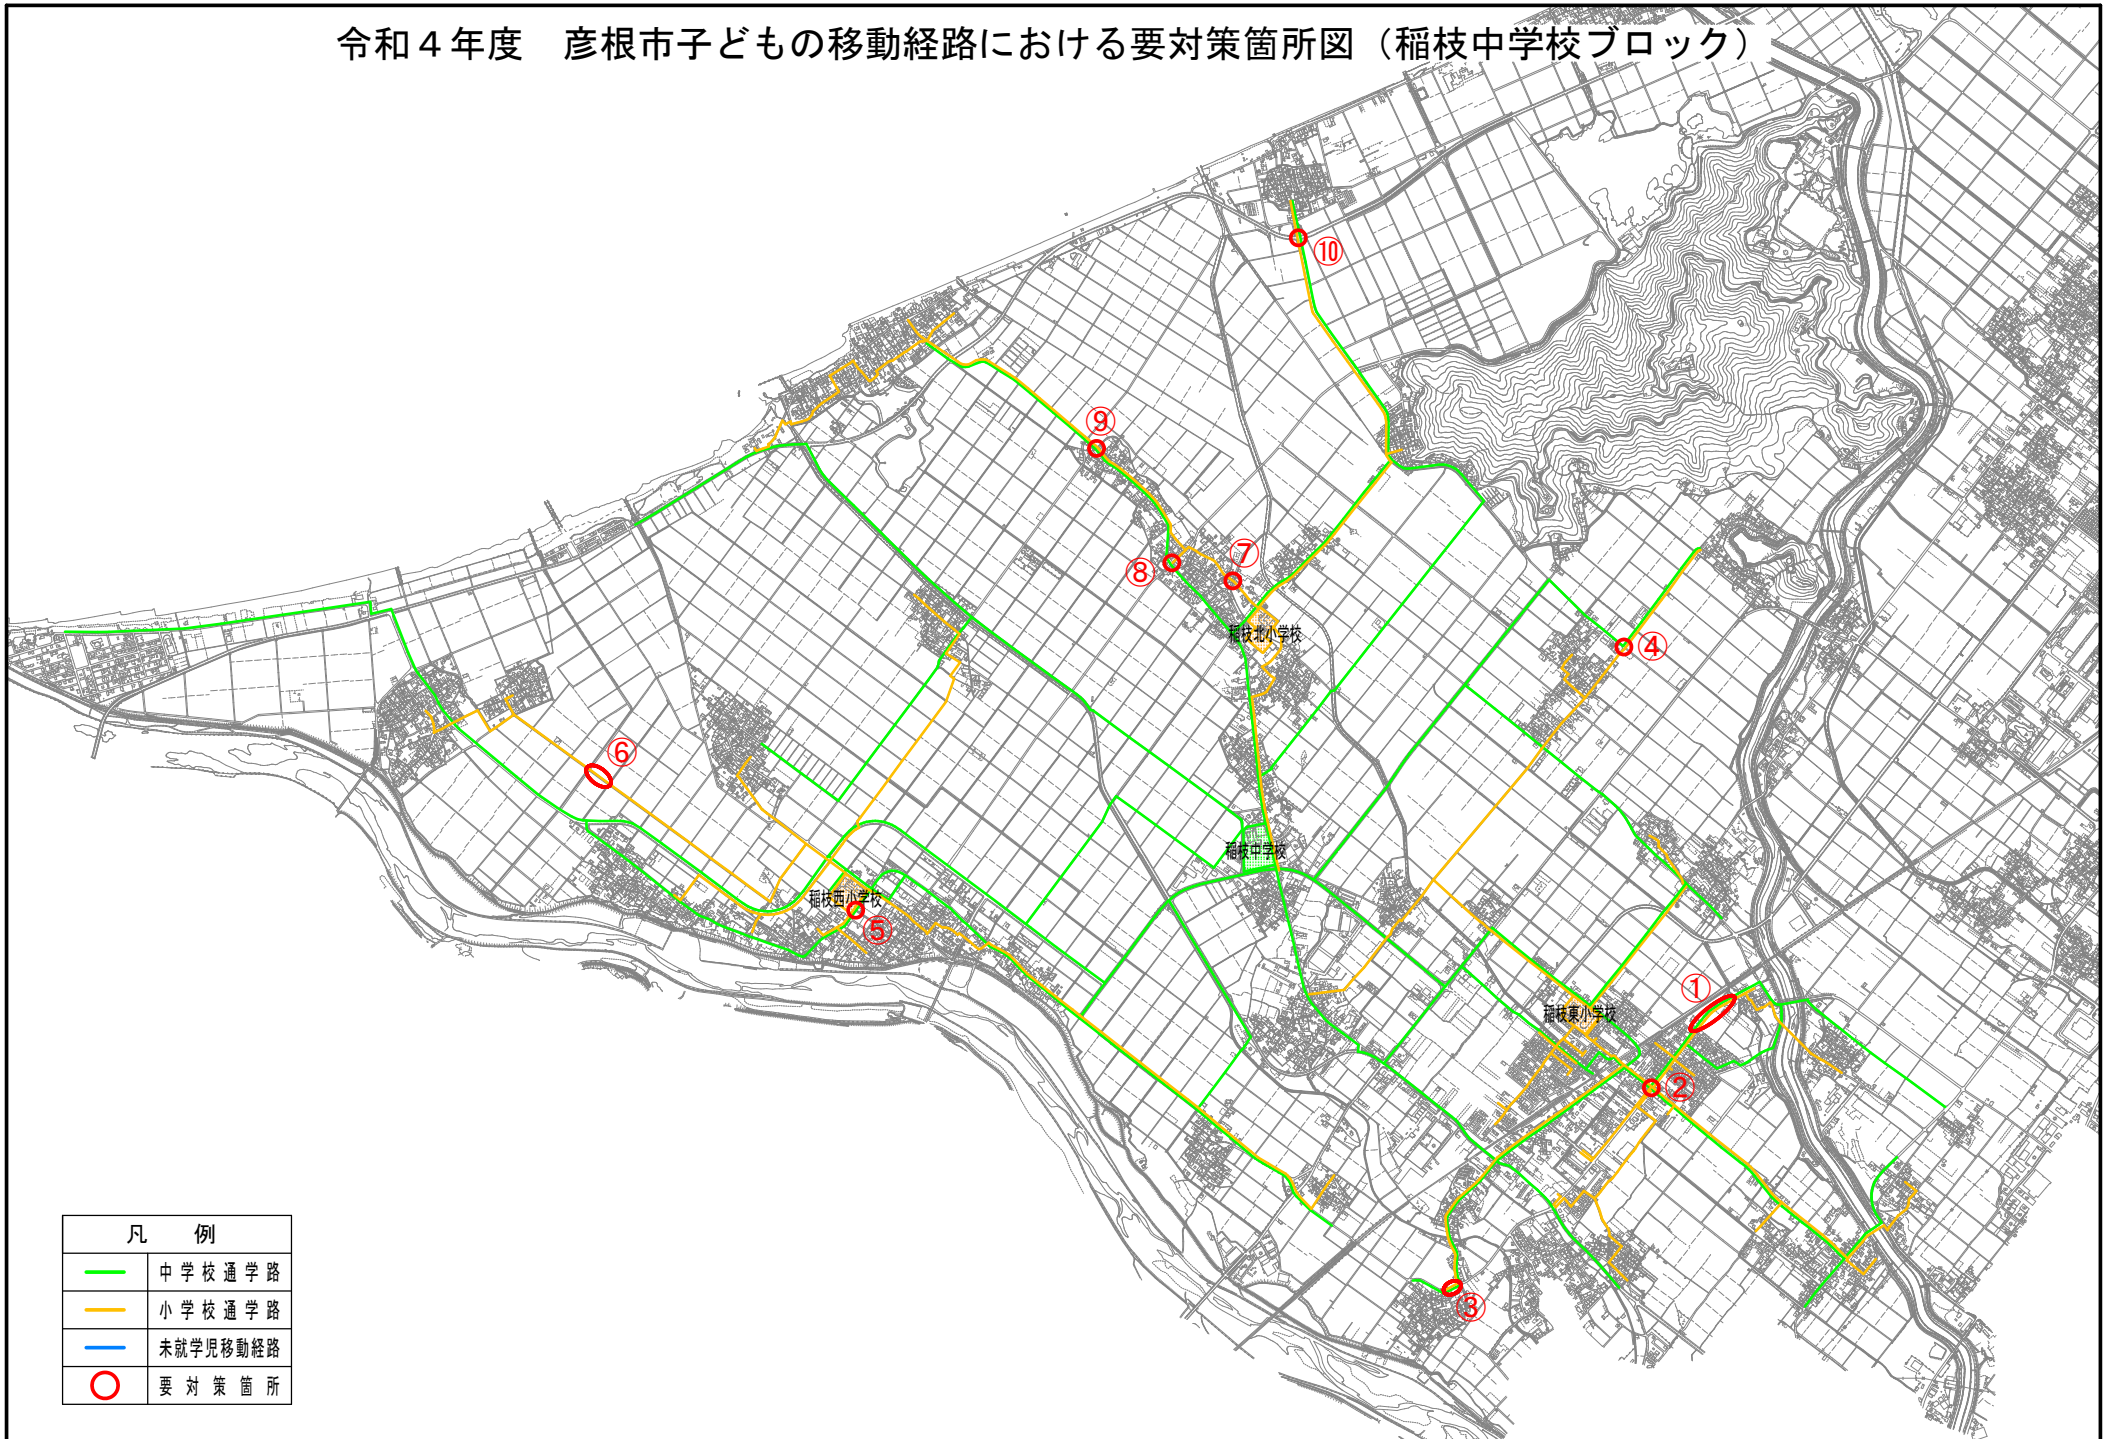 令和４年度　彦根市子どもの移動経路における要対策箇所図（稲枝中学校ブロック）
⑩
⑨
⑦
⑧
稲枝北小学校
④
⑥
稲枝中学校
稲枝西小学校
⑤
①
稲枝東小学校
②
③
凡　例
中学校通学路
小学校通学路
未就学児移動経路
要対策箇所